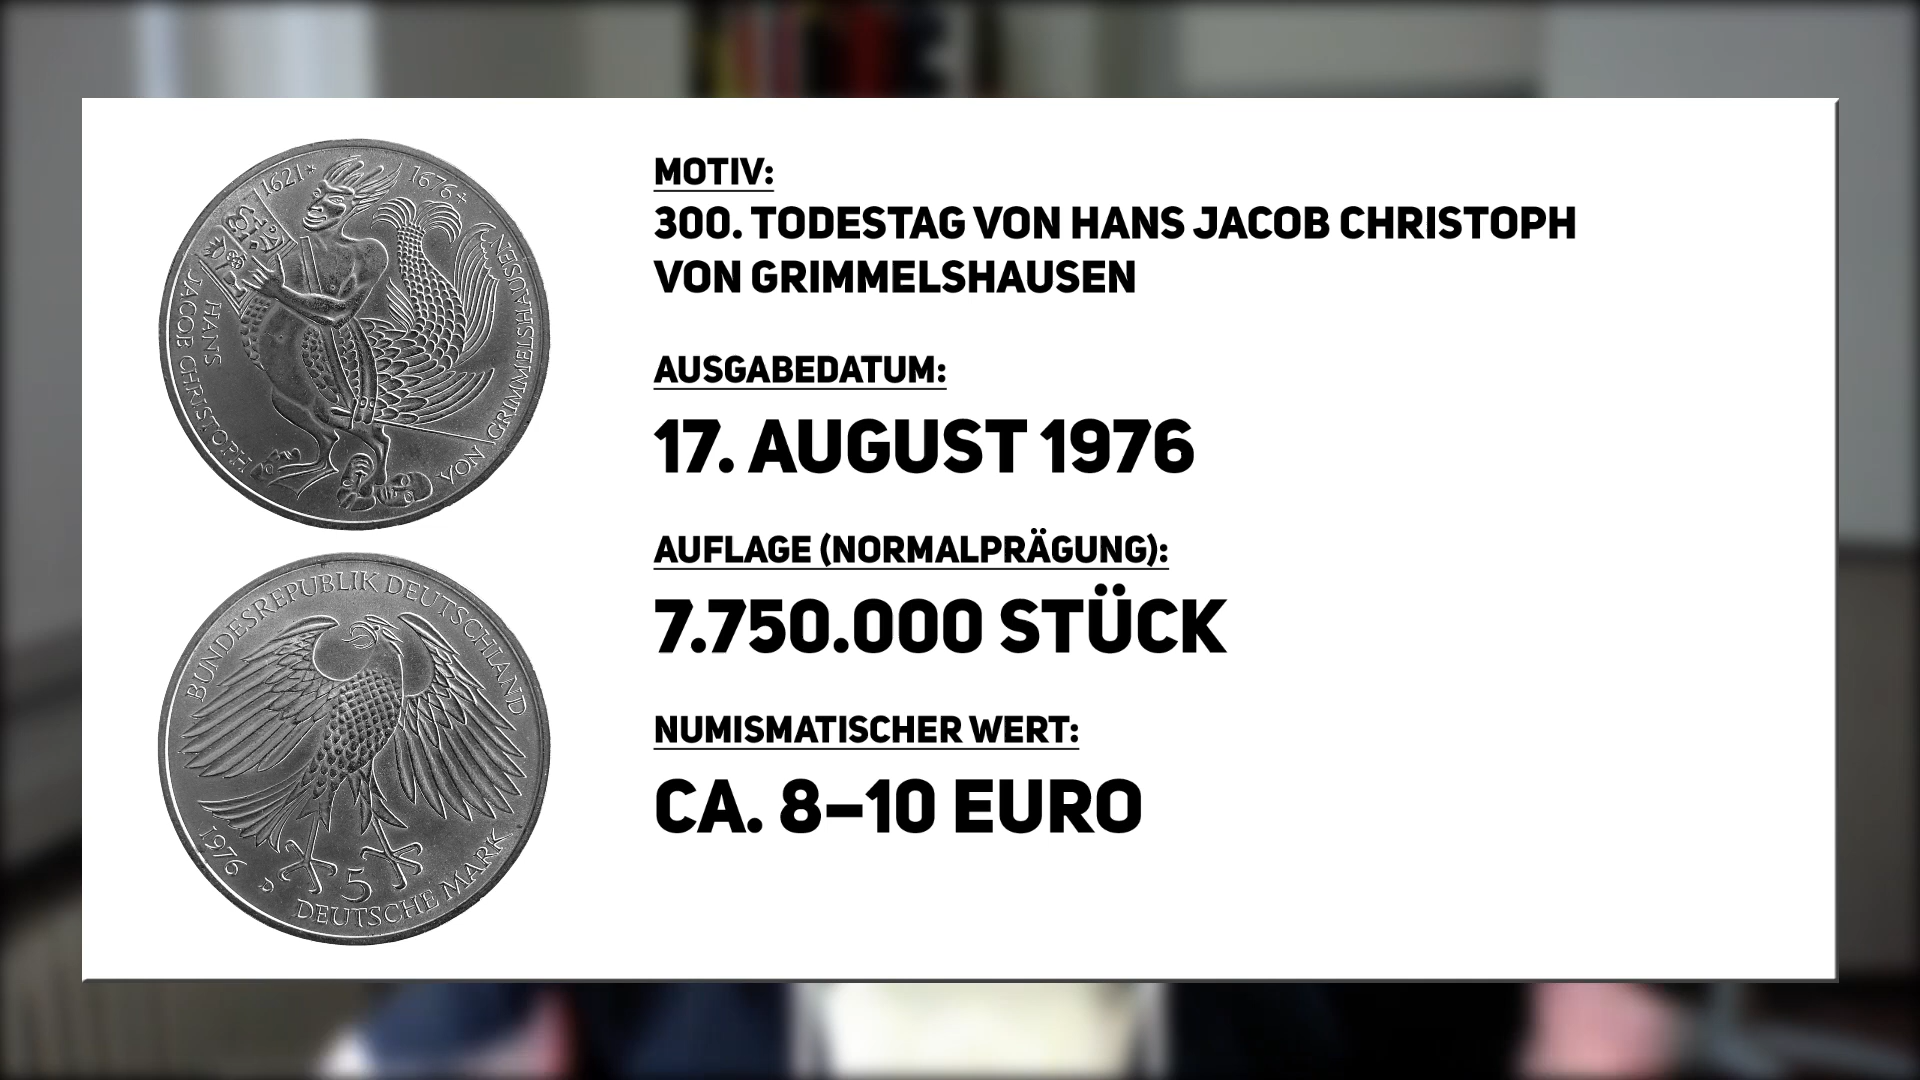 1621* 1676+
HANS
JACOB CHRISTOPH
VON GRIMMELSHAUSEN
BUNDESREPUBLIK DEUTSCHLAND
1976 D 5
DEUTSCHE MARK
MOTIV:
300. TODESTAG VON HANS JACOB CHRISTOPH
VON GRIMMELSHAUSEN
AUSGABEDATUM:
17. AUGUST 1976
AUFLAGE (NORMALPRÄGUNG):
7.750.000 STÜCK
NUMISMATISCHER WERT:
CA. 8–10 EURO